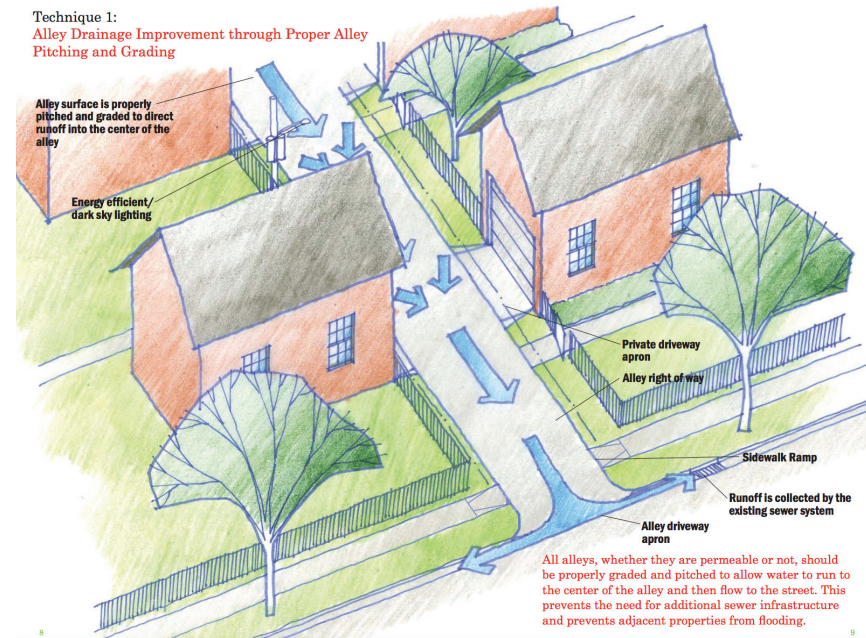 Technique 1:
Alley Drainage Improvement through Proper Alley
Pitching and Grading
Alley surface is properly
pitched and graded to direct
runoff into the center of the
alley
Energy efficient/
dark sky lighting
Private driveway
apron
Alley right of way
Sidewalk Ramp
Runoff is collected by the
existing sewer system
Alley driveway
apron
All alleys, whether they are permeable or not, should
be properly graded and pitched to allow water to run to
the center of the alley and then flow to the street. This
prevents the need for additional sewer infrastructure
and prevents adjacent properties from flooding.
8
9